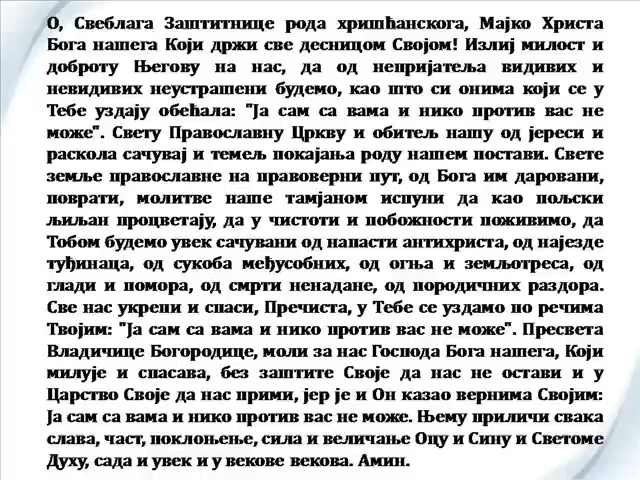 О, Свеблага Заштитнице рода хришћанскога, Мајко Христа
Бога нашега Који држи све десницом Својом! Излиј милост и
доброту Његову на нас, да од непријатеља видивих и
невидивих неустрашени будемо, као што си онима који се у
Тебе уздају обећала: "Ја сам са вама и нико против вас не
може". Свету Православну Цркву и обитељ нашу од јереси и
раскола сачувај и темељ покајања роду нашем постави. Свете
земље православне на правоверни пут, од Бога им даровани,
поврати, молитве наше тамјаном испуни да као пољски
љиљан процветају, да у чистоти и побожности поживимо, да
Тобом будемо увек сачувани од напасти антихриста, од најезде
туђинаца, од сукоба међусобних, од огња и земљотреса, од
глади и помора, од смрти ненадане, од породичних раздора.
Све нас укрепи и спаси, Пречиста, у Тебе се уздамо по речима
Твојим: "Ја сам са вама и нико против вас не може". Пресвета
Владичице Богородице, моли за нас Господа Бога нашега, Који
милује и спасава, без заштите Своје да нас не остави и у
Царство Своје да нас прими, јер је и Он казао вернима Својим:
Ја сам са вама и нико против вас не може. Њему приличи свака
слава, част, поклоњење, сила и величање Оцу и Сину и Светоме
Духу, сада и увек и у векове векова. Амин.